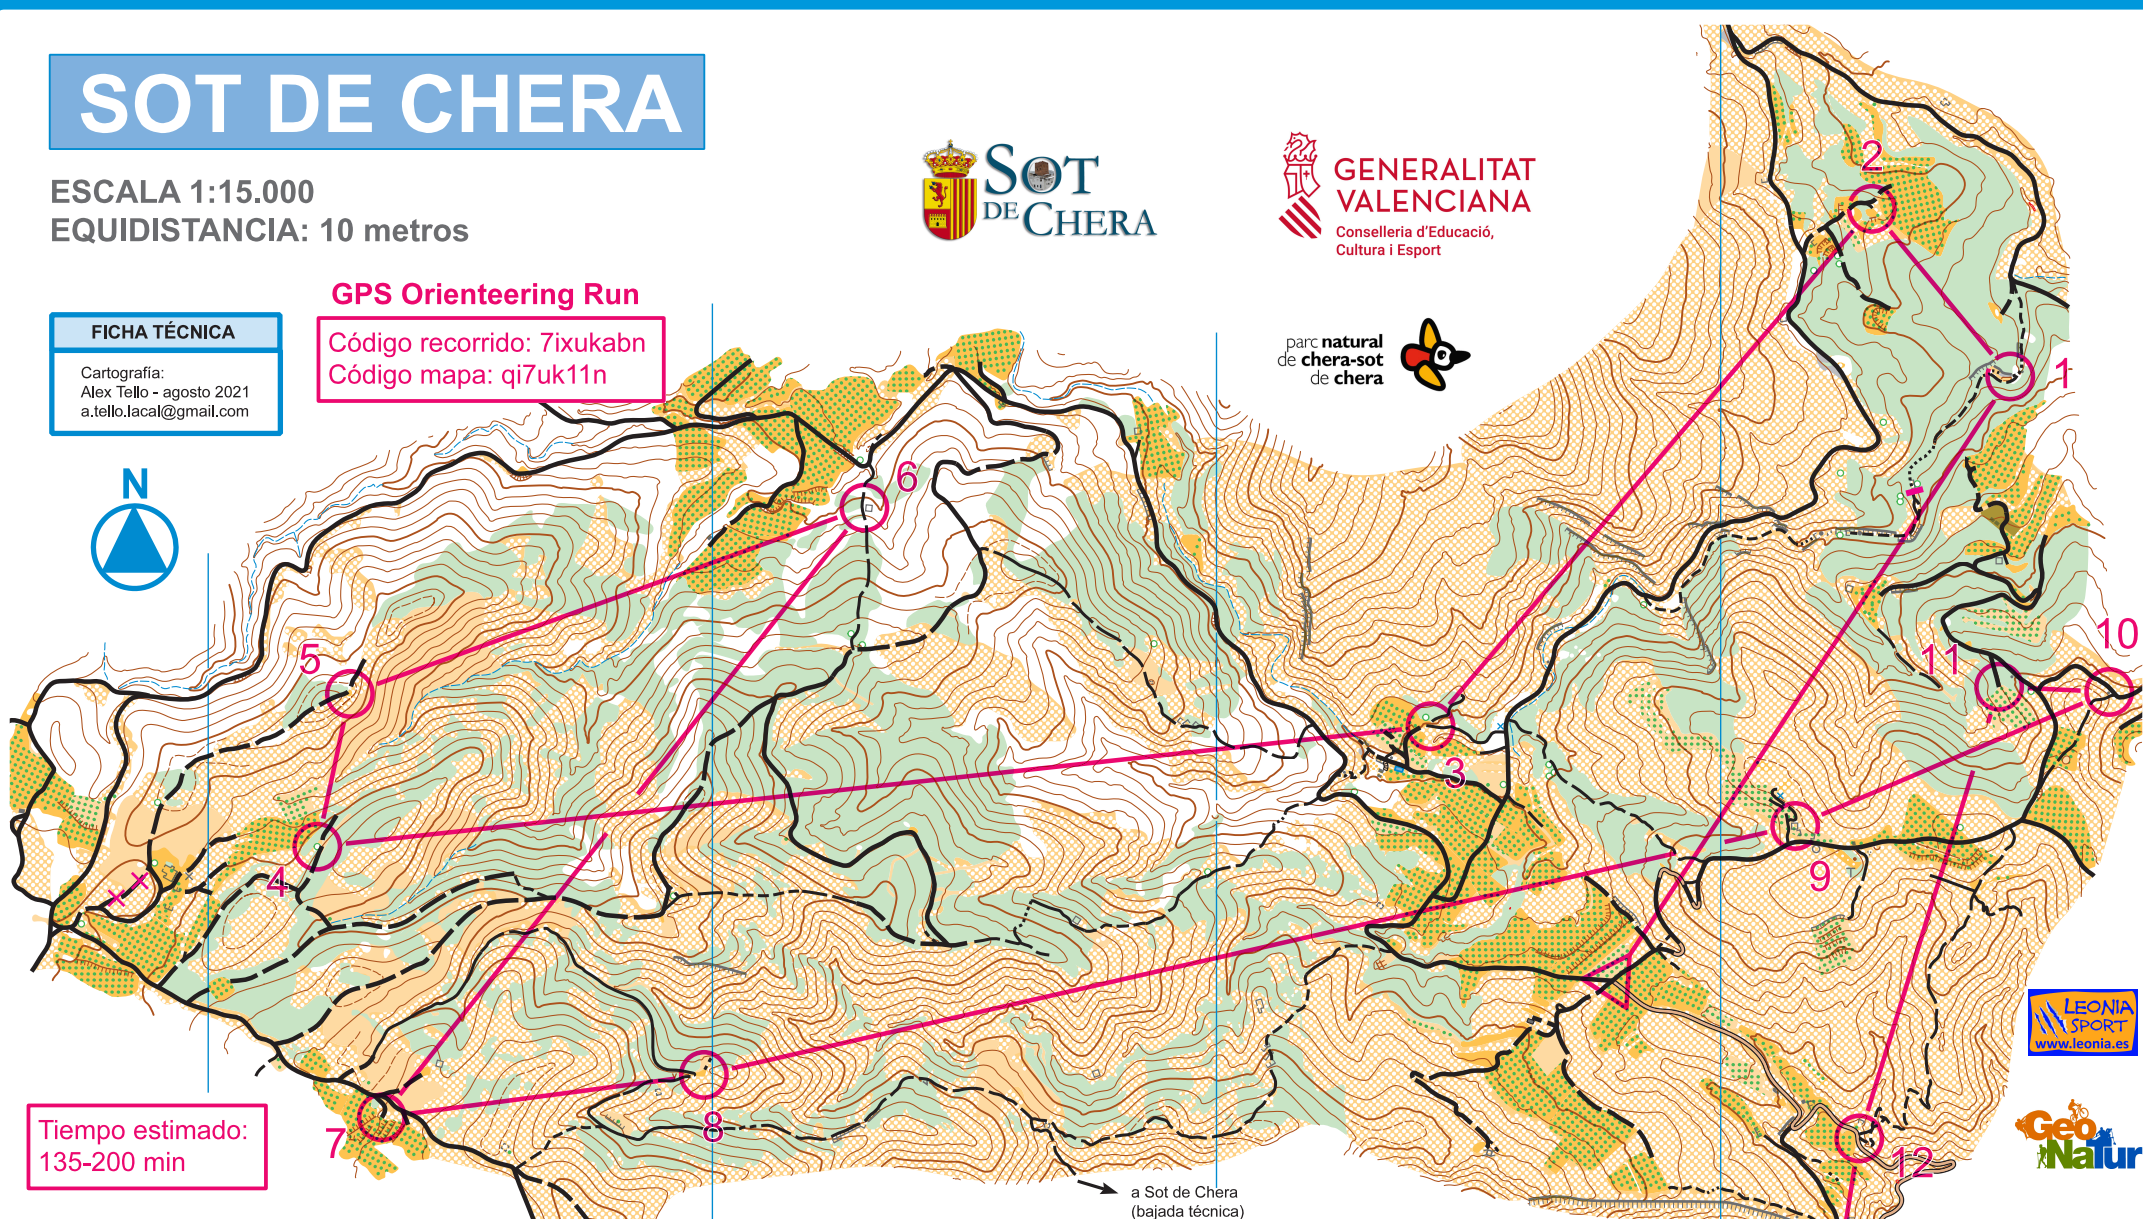 SOT DE CHERA
ESCALA 1:15.000
EQUIDISTANCIA: 10 metros
SOT
DE CHERA
GENERALITAT
VALENCIANA
Conselleria d'Educació,
Cultura i Esport
GPS Orienteering Run
Código recorrido: 7ixukabn
Código mapa: qi7uk11n
FICHA TÉCNICA
Cartografía:
Alex Tello - agosto 2021
a.tello.lacal@gmail.com
parc natural
de chera-sot
de chera
N
2
1
6
5
10
11
3
4
9
7
8
12
LEONIA
SPORT
www.leonia.es
Tiempo estimado:
135-200 min
GeO
NaTur
a Sot de Chera
(bajada técnica)